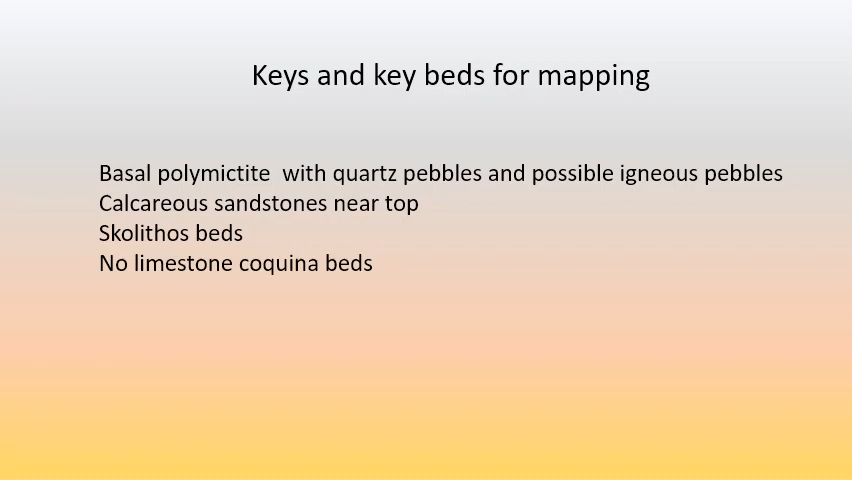 Keys and key beds for mapping
Basal polymictite  with quartz pebbles and possible igneous pebbles
Calcareous sandstones near top
Skolithos beds
No limestone coquina beds